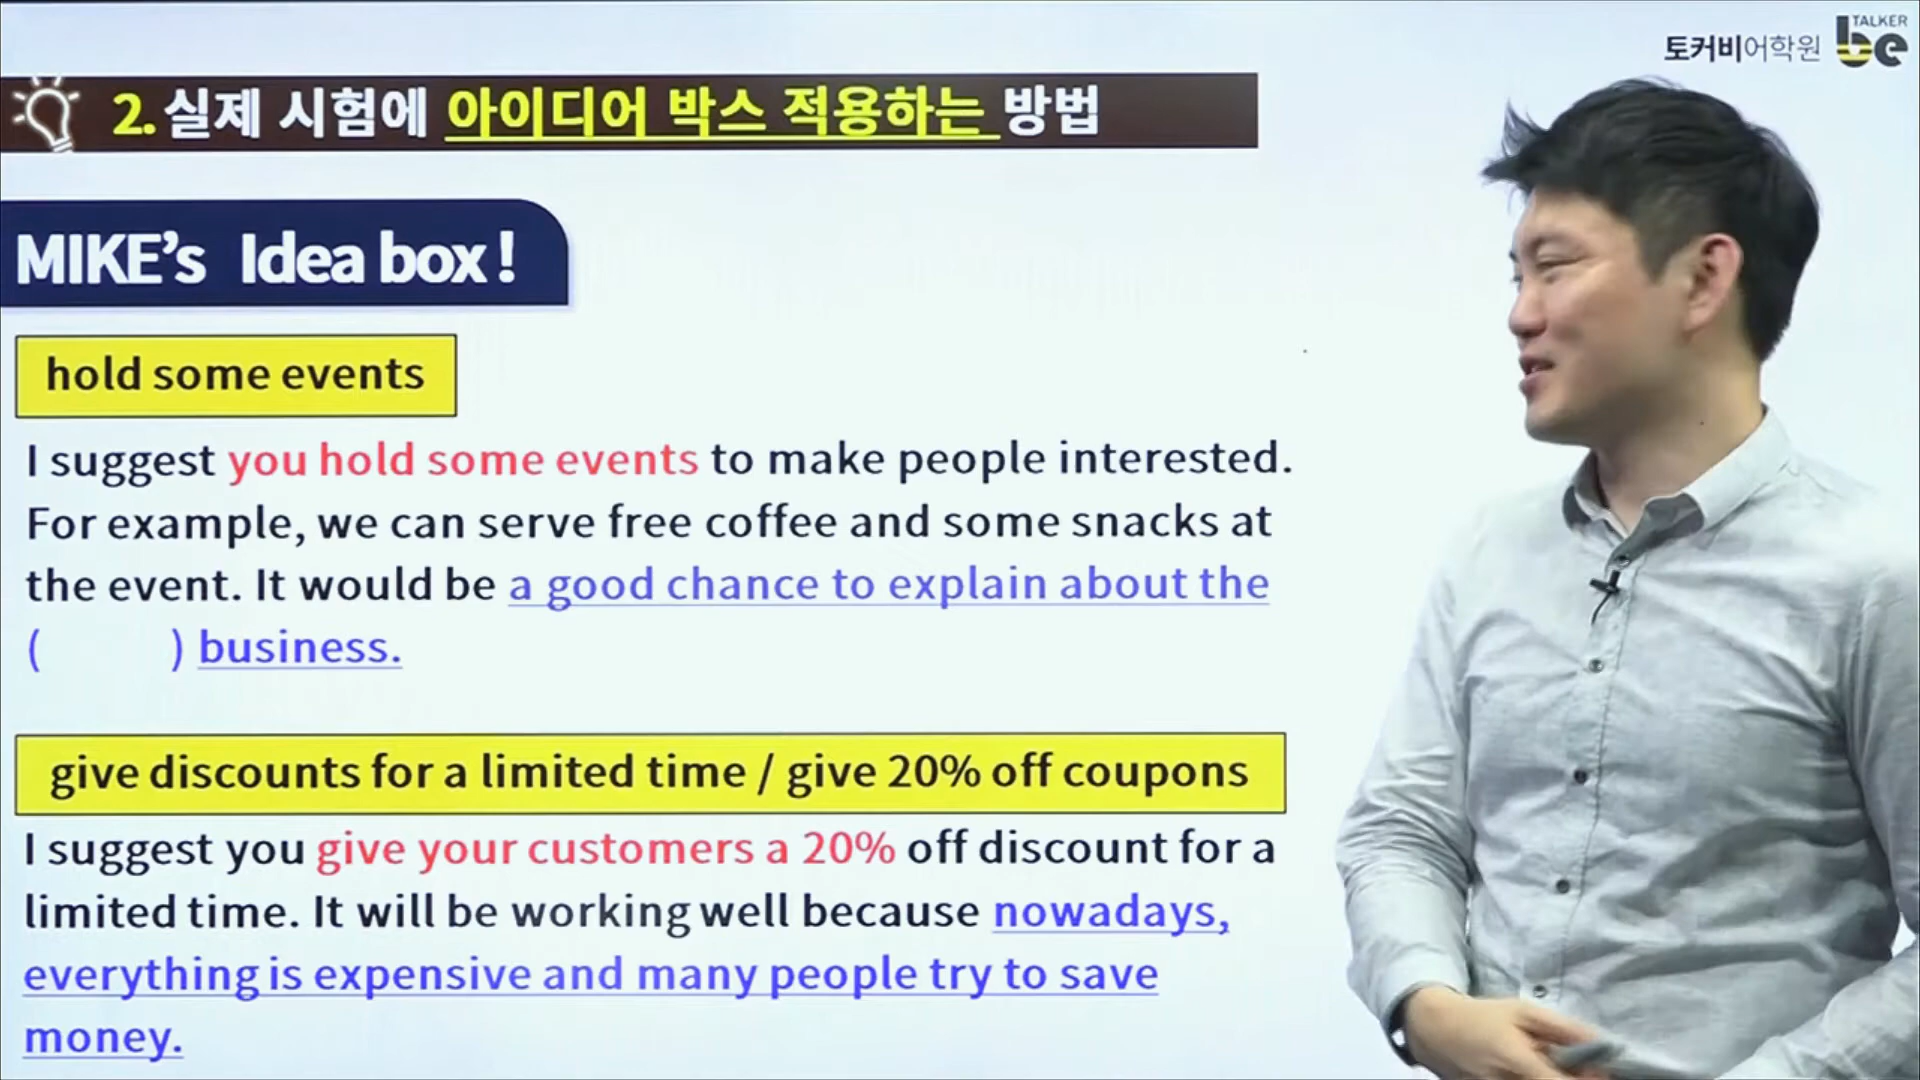 토커비어학원 TALKER be
2. 실제 시험에 아이디어 박스 적용하는 방법
MIKE's Idea box!
hold some events
I suggest you hold some events to make people interested.
For example, we can serve free coffee and some snacks at
the event. It would be a good chance to explain about the
( ) business.
give discounts for a limited time / give 20% off coupons
I suggest you give your customers a 20% off discount for a
limited time. It will be working well because nowadays,
everything is expensive and many people try to save
money.